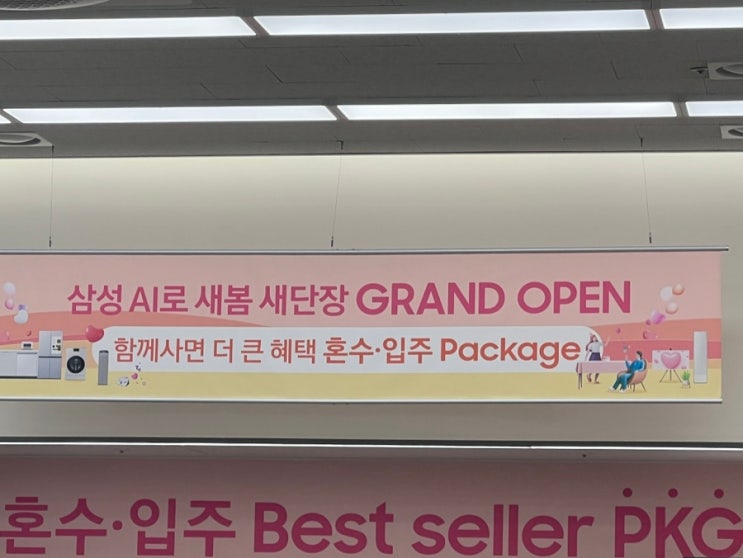 삼성 AI로 새봄 새단장 GRAND OPEN
함께사면 더 큰 혜택 혼수·입주 Package
혼수·입주 Best seller PKG